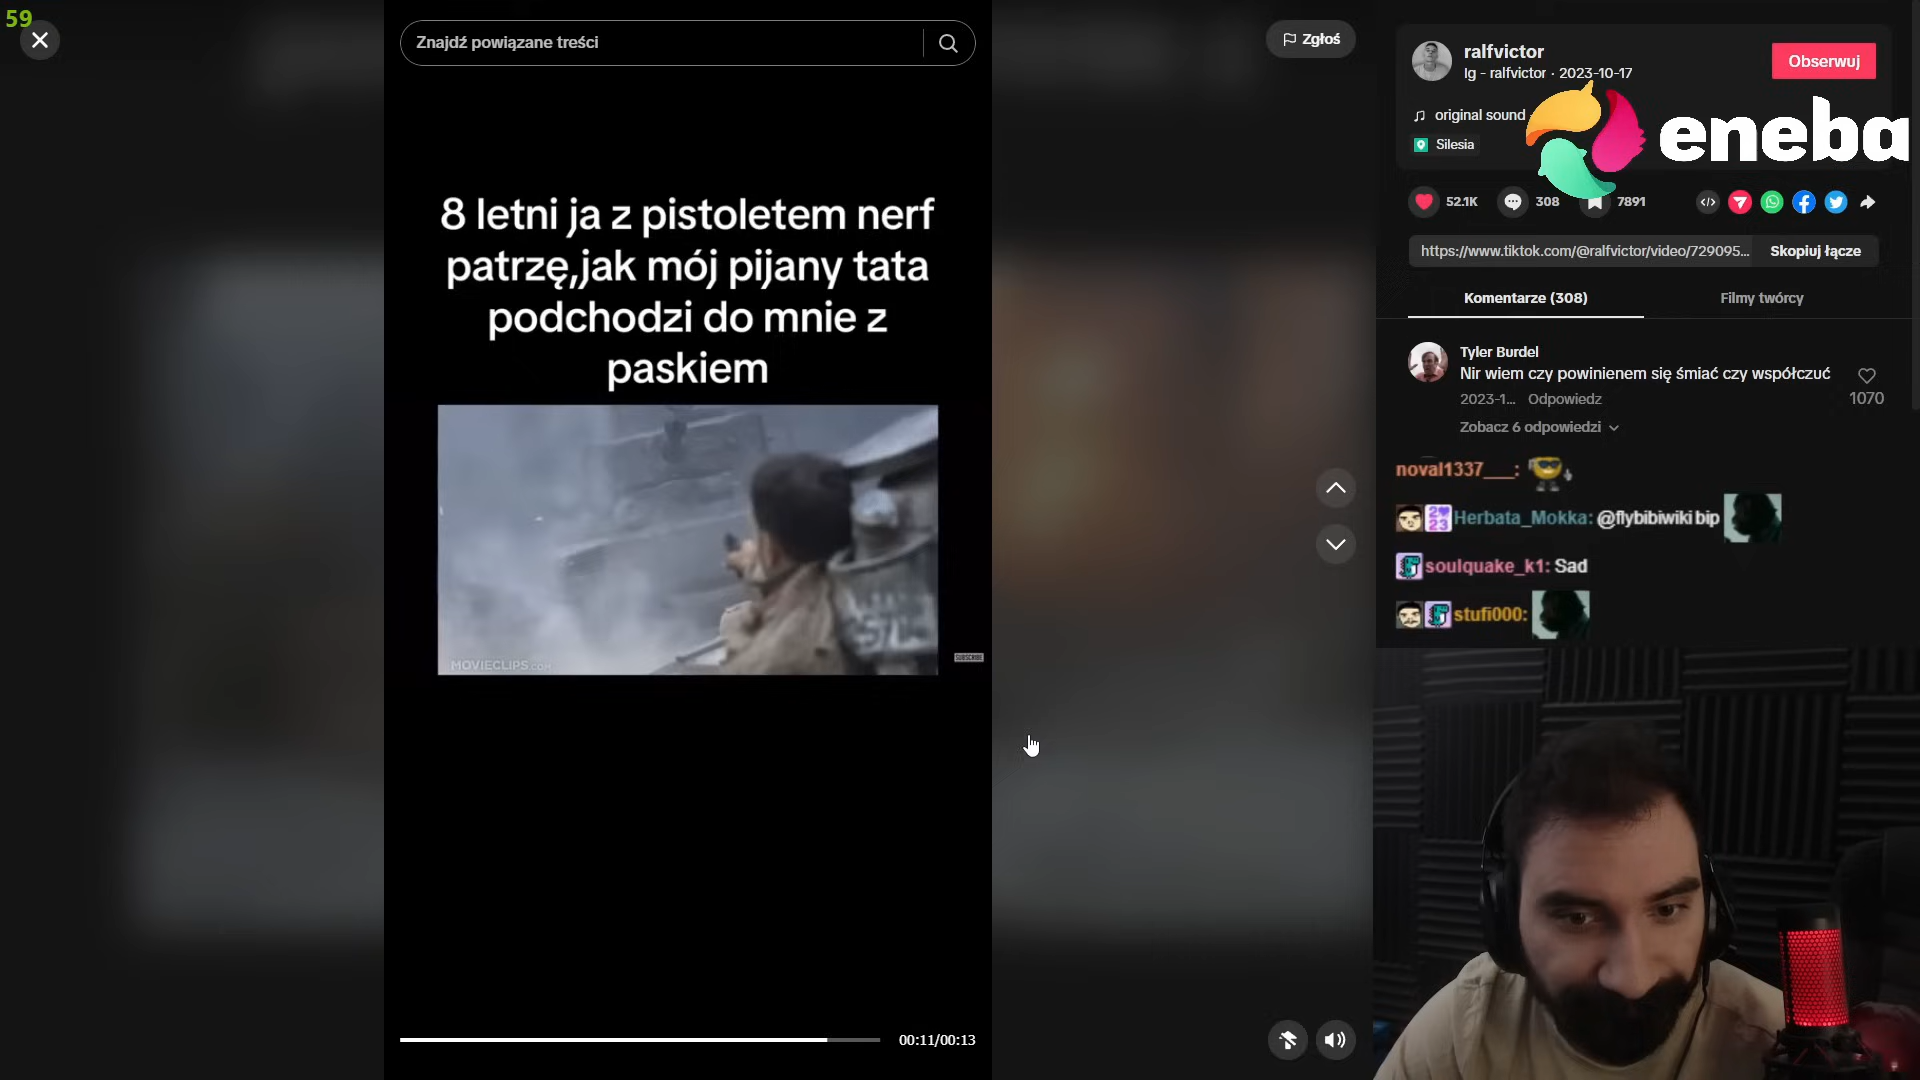 59
Znajdź powiązane treści
Zgłoś
8 letni ja z pistoletem nerf
patrzę,jak mój pijany tata
podchodzi do mnie z
paskiem
MOVIECLIPS.COM
SUBSCRIBE
00:11/00:13
ralfvictor
Ig - ralfvictor · 2023-10-17
Obserwuj
original sound
eneba
Silesia
52.1K
308
7891
https://www.tiktok.com/@ralfvictor/video/729095...
Skopiuj łącze
Komentarze (308)
Filmy twórcy
Tyler Burdel
Nir wiem czy powinienem się śmiać czy współczuć
2023-1... Odpowiedz
1070
Zobacz 6 odpowiedzi
noval1337___:
Herbata_Mokka: @flybibiwiki bip
soulquake_k1: Sad
stufi000: